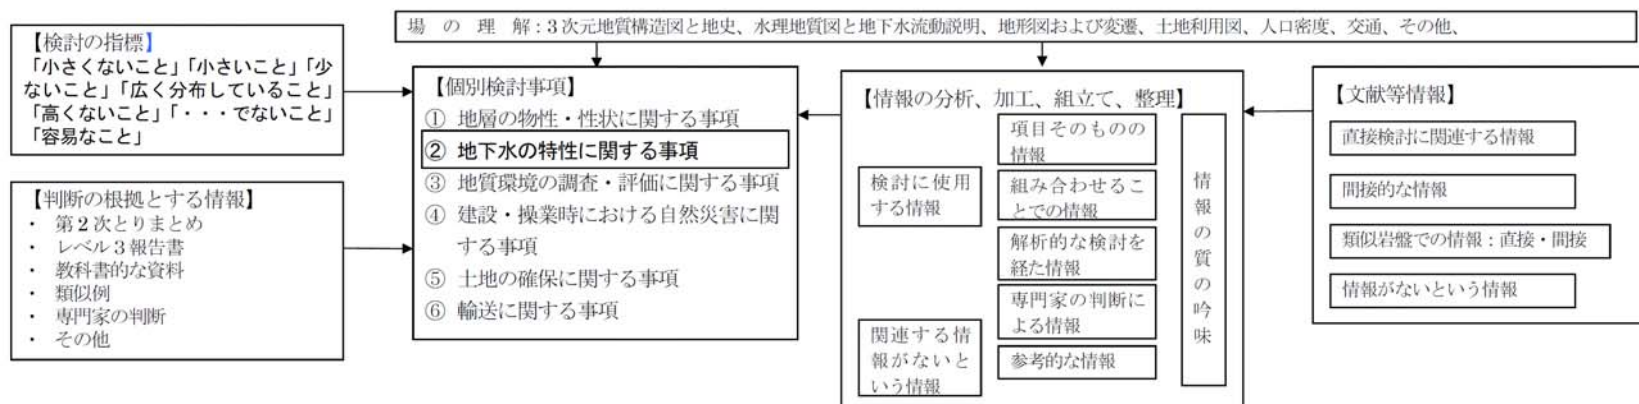 場の理解：3次元地質構造図と地史、水理地質図と地下水流動説明、地形図および変遷、土地利用図、人口密度、交通、その他、
【検討の指標】
「小さくないこと」「小さいこと」「少
ないこと」「広く分布していること」
「高くないこと」「・・・でないこと」
「容易なこと」
【判断の根拠とする情報】
・ 第２次とりまとめ
・ レベル３報告書
・ 教科書的な資料
・ 類似例
・ 専門家の判断
・ その他
【個別検討事項】
① 地層の物性・性状に関する事項
② 地下水の特性に関する事項
③ 地質環境の調査・評価に関する事項
④ 建設・操業時における自然災害に関
する事項
⑤ 土地の確保に関する事項
⑥ 輸送に関する事項
【情報の分析、加工、組立て、整理】
検討に使用
する情報
関連する情
報がないと
いう情報
項目そのものの
情報
組み合わせるこ
とでの情報
解析的な検討を
経た情報
専門家の判断に
よる情報
参考的な情報
情報の質の吟味
【文献等情報】
直接検討に関連する情報
間接的な情報
類似岩盤での情報：直接・間接
情報がないという情報